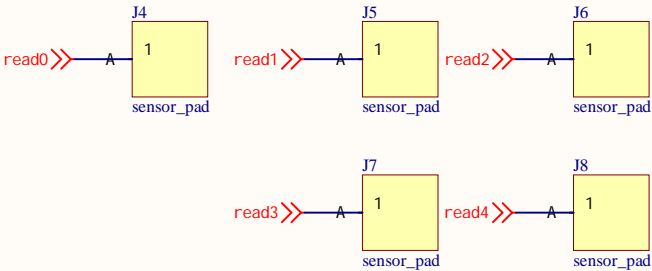 J4
J5
J6
read0 A 1
read1 A 1
read2 A 1
sensor_pad
sensor_pad
sensor_pad
J7
J8
read3 A 1
read4 A 1
sensor_pad
sensor_pad